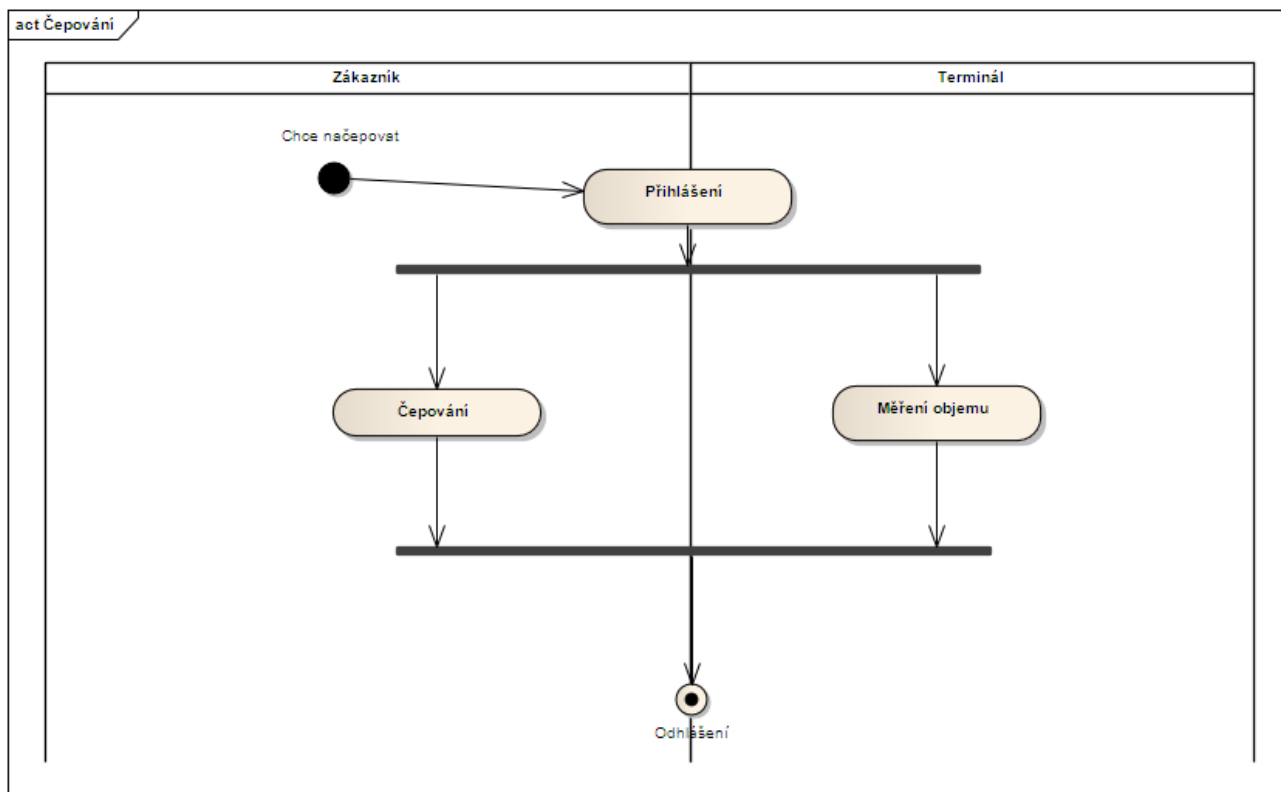 act Čepování
Zákazník
Terminál
Chce načepovat
Přihlášení
Čepování
Měření objemu
Odhlášení